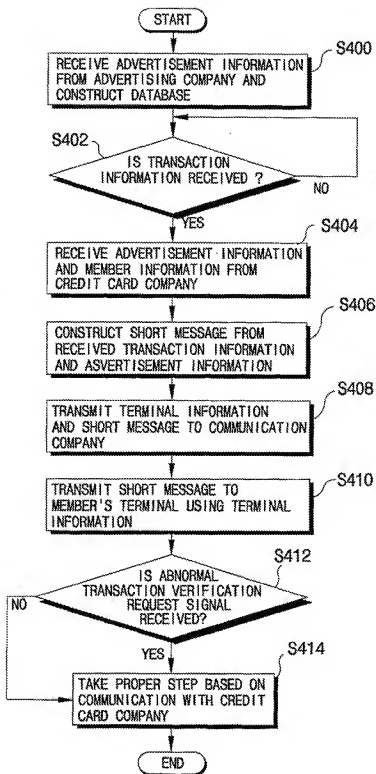 START
S400
RECEIVE ADVERTISEMENT INFORMATION
FROM ADVERTISING COMPANY AND
CONSTRUCT DATABASE
S402
IS TRANSACTION
INFORMATION RECEIVED ?
NO
YES
S404
RECEIVE ADVERTISEMENT INFORMATION
AND MEMBER INFORMATION FROM
CREDIT CARD COMPANY
S406
CONSTRUCT SHORT MESSAGE FROM
RECEIVED TRANSACTION INFORMATION
AND ASVERTISEMENT INFORMATION
S408
TRANSMIT TERMINAL INFORMATION
AND SHORT MESSAGE TO COMMUNICATION
COMPANY
S410
TRANSMIT SHORT MESSAGE TO
MEMBER'S TERMINAL USING TERMINAL
INFORMATION
S412
IS ABNORMAL
TRANSACTION VERIFICATION
REQUEST SIGNAL
RECEIVED?
NO
YES
S414
TAKE PROPER STEP BASED ON
COMMUNICATION WITH CREDIT
CARD COMPANY
END